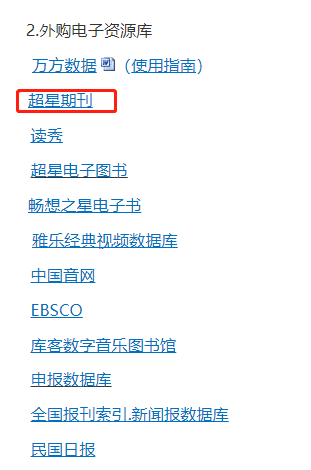 2.外购电子资源库
万方数据（使用指南）
超星期刊
读秀
超星电子图书
畅想之星电子书
雅乐经典视频数据库
中国音网
EBSCO
库客数字音乐图书馆
申报数据库
全国报刊索引.新闻报数据库
民国日报